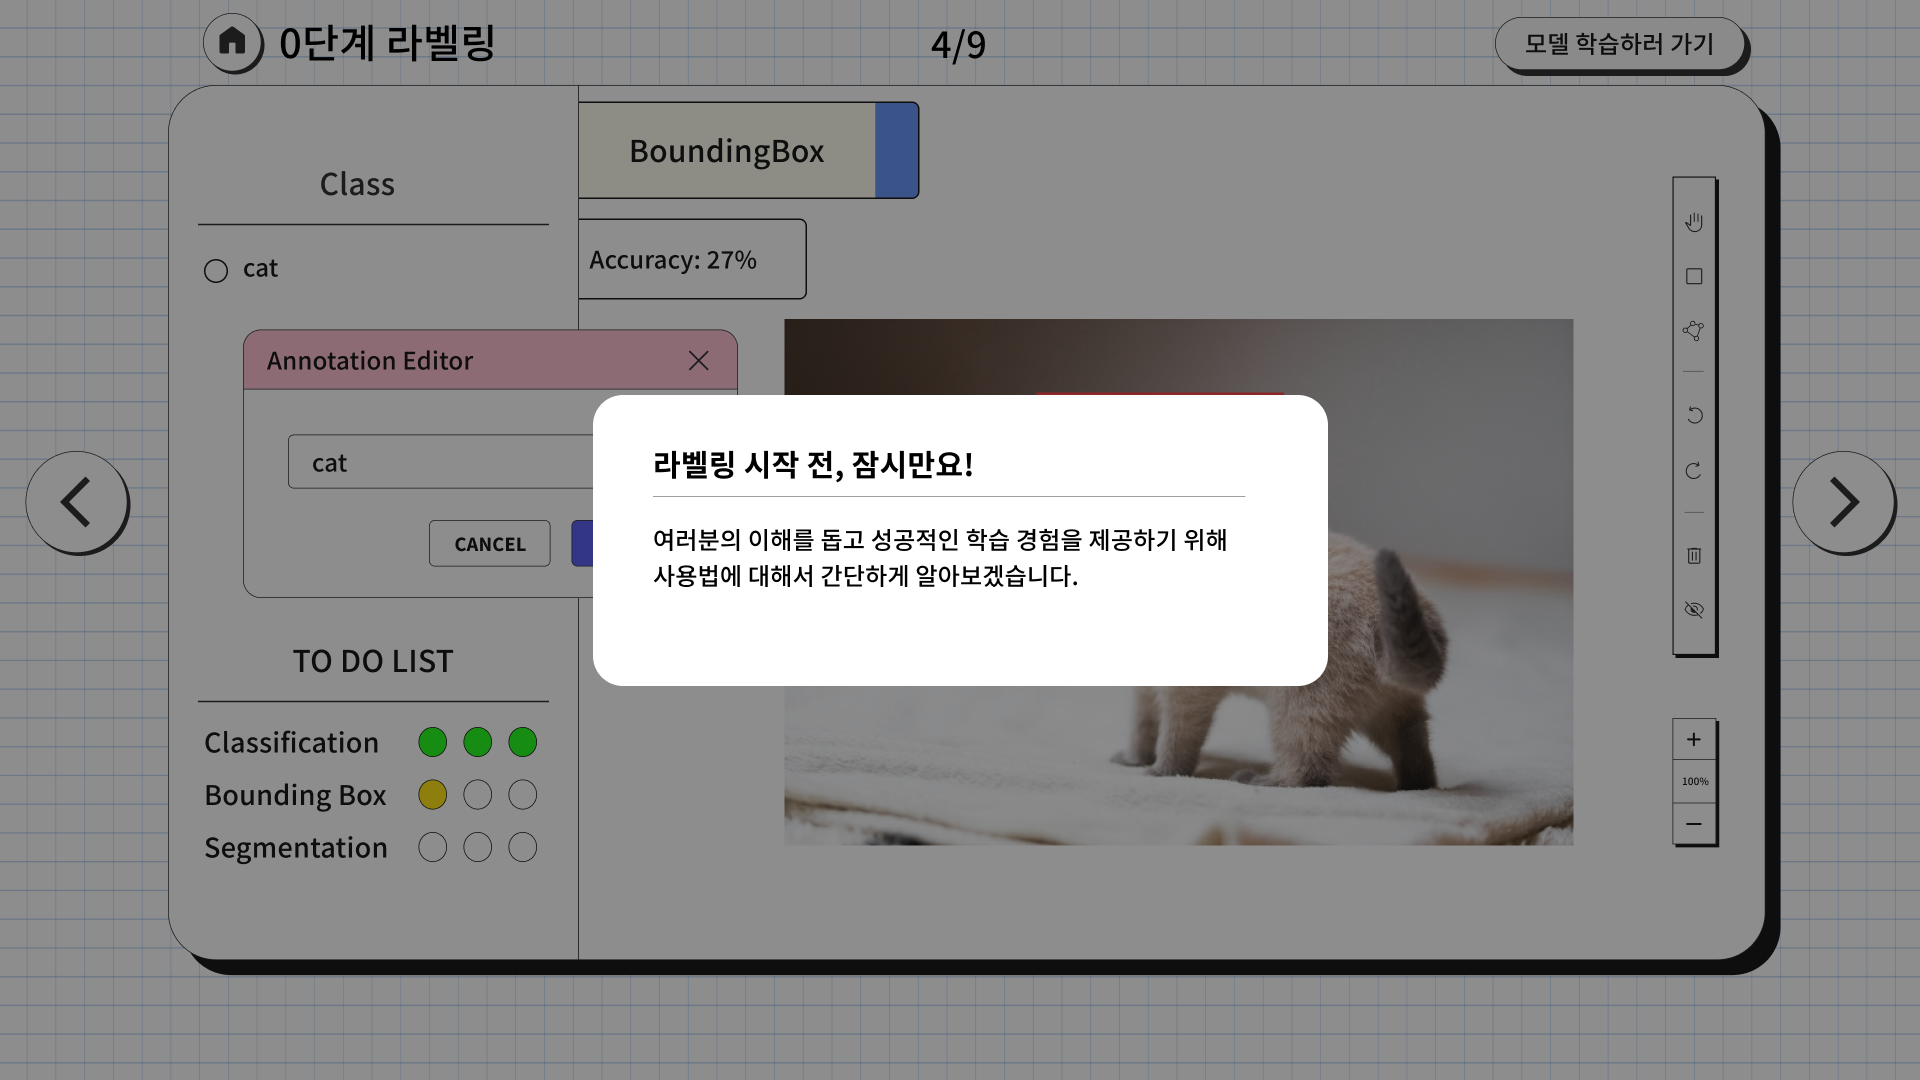 0단계 라벨링
4/9
모델 학습하러 가기
Class
cat
BoundingBox
Accuracy: 27%
Annotation Editor
cat
CANCEL
라벨링 시작 전, 잠시만요!
여러분의 이해를 돕고 성공적인 학습 경험을 제공하기 위해
사용법에 대해서 간단하게 알아보겠습니다.
TO DO LIST
Classification
Bounding Box
Segmentation
+
100%
−